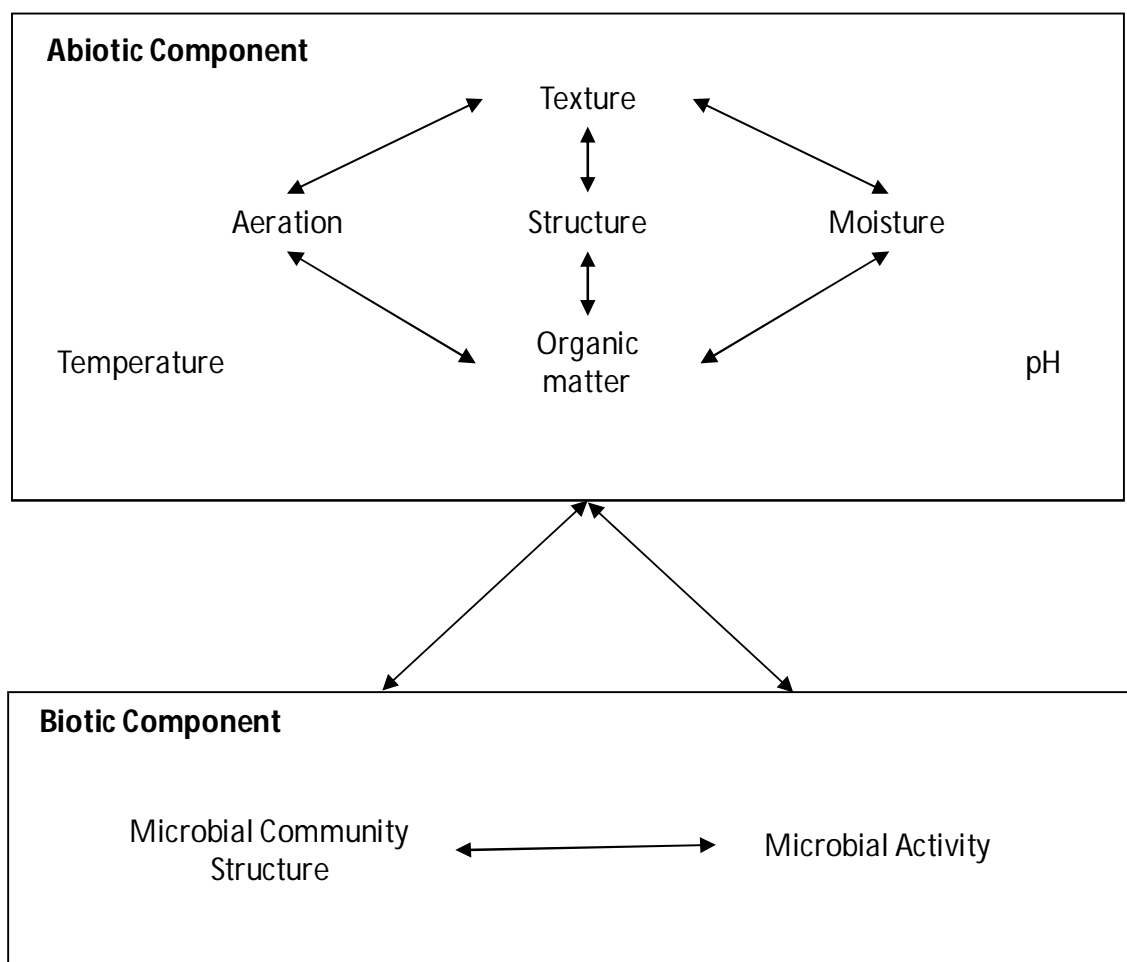 Abiotic Component
Texture
Aeration
Structure
Moisture
Temperature
Organic
matter
pH
Biotic Component
Microbial Community
Structure
Microbial Activity